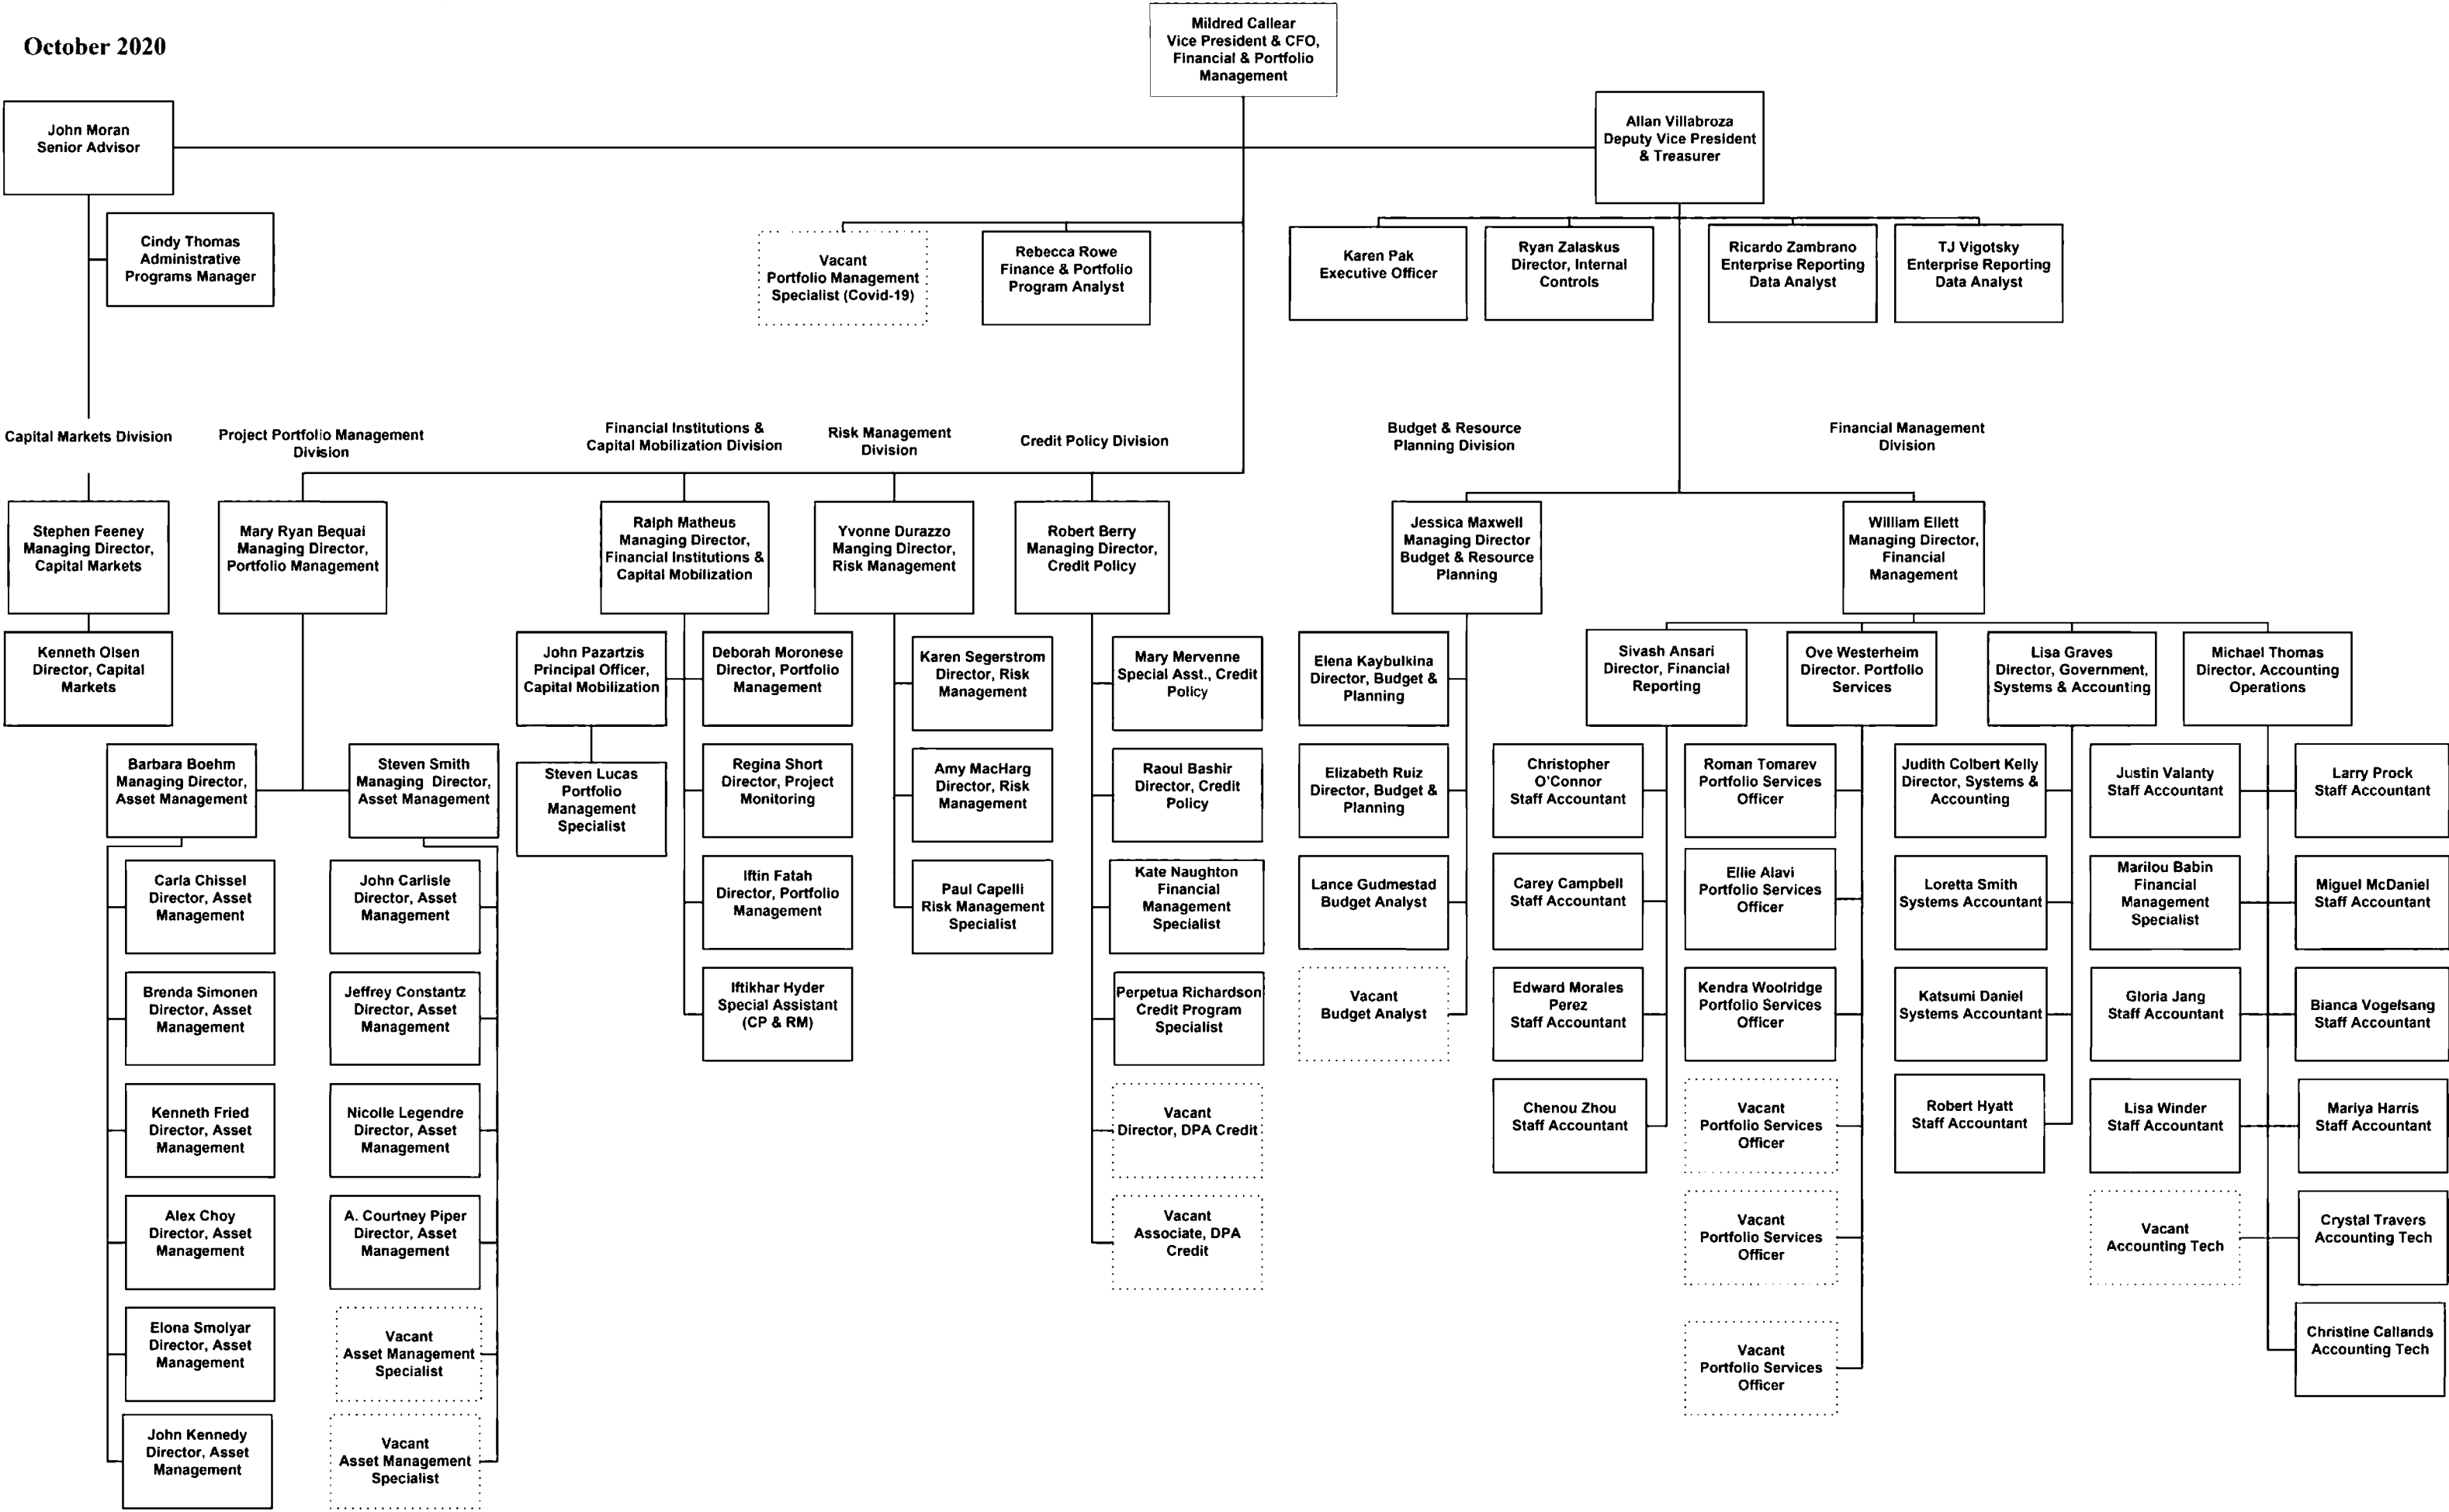 October 2020
Mildred Callear
Vice President & CFO,
Financial & Portfolio
Management
John Moran
Senior Advisor
Allan Villabroza
Deputy Vice President
& Treasurer
Cindy Thomas
Administrative
Programs Manager
Vacant
Portfolio Management
Specialist (Covid-19)
Rebecca Rowe
Finance & Portfolio
Program Analyst
Karen Pak
Executive Officer
Ryan Zalaskus
Director, Internal
Controls
Ricardo Zambrano
Enterprise Reporting
Data Analyst
TJ Vigotsky
Enterprise Reporting
Data Analyst
Capital Markets Division
Project Portfolio Management
Division
Financial Institutions &
Capital Mobilization Division
Risk Management
Division
Credit Policy Division
Budget & Resource
Planning Division
Financial Management
Division
Stephen Feeney
Managing Director,
Capital Markets
Mary Ryan Bequai
Managing Director,
Portfolio Management
Ralph Matheus
Managing Director,
Financial Institutions &
Capital Mobilization
Yvonne Durazzo
Manging Director,
Risk Management
Robert Berry
Managing Director,
Credit Policy
Jessica Maxwell
Managing Director
Budget & Resource
Planning
William Ellett
Managing Director,
Financial
Management
Kenneth Olsen
Director, Capital
Markets
John Pazartzis
Principal Officer,
Capital Mobilization
Deborah Moronese
Director, Portfolio
Management
Karen Segerstrom
Director, Risk
Management
Mary Mervenne
Special Asst., Credit
Policy
Elena Kaybulkina
Director, Budget &
Planning
Sivash Ansari
Director, Financial
Reporting
Ove Westerheim
Director. Portfolio
Services
Lisa Graves
Director, Government,
Systems & Accounting
Michael Thomas
Director, Accounting
Operations
Barbara Boehm
Managing Director,
Asset Management
Steven Smith
Managing Director,
Asset Management
Steven Lucas
Portfolio
Management
Specialist
Regina Short
Director, Project
Monitoring
Amy MacHarg
Director, Risk
Management
Raoul Bashir
Director, Credit
Policy
Elizabeth Ruiz
Director, Budget &
Planning
Christopher
O'Connor
Staff Accountant
Roman Tomarev
Portfolio Services
Officer
Judith Colbert Kelly
Director, Systems &
Accounting
Justin Valanty
Staff Accountant
Larry Prock
Staff Accountant
Carla Chissel
Director, Asset
Management
John Carlisle
Director, Asset
Management
Iftin Fatah
Director, Portfolio
Management
Paul Capelli
Risk Management
Specialist
Kate Naughton
Financial
Management
Specialist
Lance Gudmestad
Budget Analyst
Carey Campbell
Staff Accountant
Ellie Alavi
Portfolio Services
Officer
Loretta Smith
Systems Accountant
Marilou Babin
Financial
Management
Specialist
Miguel McDaniel
Staff Accountant
Brenda Simonen
Director, Asset
Management
Jeffrey Constantz
Director, Asset
Management
Iftikhar Hyder
Special Assistant
(CP & RM)
Perpetua Richardson
Credit Program
Specialist
Vacant
Budget Analyst
Edward Morales
Perez
Staff Accountant
Kendra Woolridge
Portfolio Services
Officer
Katsumi Daniel
Systems Accountant
Gloria Jang
Staff Accountant
Bianca Vogelsang
Staff Accountant
Kenneth Fried
Director, Asset
Management
Nicolle Legendre
Director, Asset
Management
Vacant
Director, DPA Credit
Chenou Zhou
Staff Accountant
Vacant
Portfolio Services
Officer
Robert Hyatt
Staff Accountant
Lisa Winder
Staff Accountant
Mariya Harris
Staff Accountant
Alex Choy
Director, Asset
Management
A. Courtney Piper
Director, Asset
Management
Vacant
Associate, DPA
Credit
Vacant
Portfolio Services
Officer
Vacant
Accounting Tech
Crystal Travers
Accounting Tech
Elona Smolyar
Director, Asset
Management
Vacant
Asset Management
Specialist
Vacant
Portfolio Services
Officer
Christine Callands
Accounting Tech
John Kennedy
Director, Asset
Management
Vacant
Asset Management
Specialist